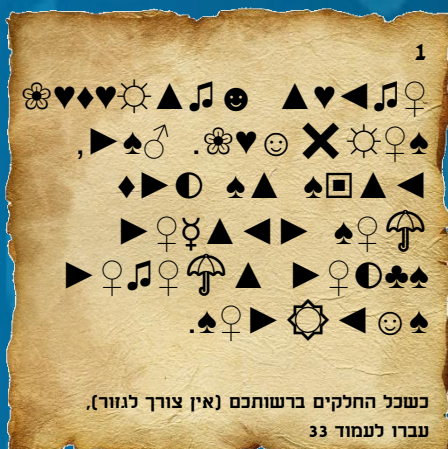 1
♀♫◀♥▲ ☻♫▲☼♥♦♥❀
♠♀☼✖ ☺♥❀. ♂♠▶,
◀▲▣♠ ▲♠ ◐▶♦
☂♀♠ ▶◀▲☿♀▶
♠♣◐♀▶ ▲☂♀♫♀▶
♠☺◀۞▶♀♠.
כשכל החלקים ברשותכם (אין צורך לגזור),
עברו לעמוד 33